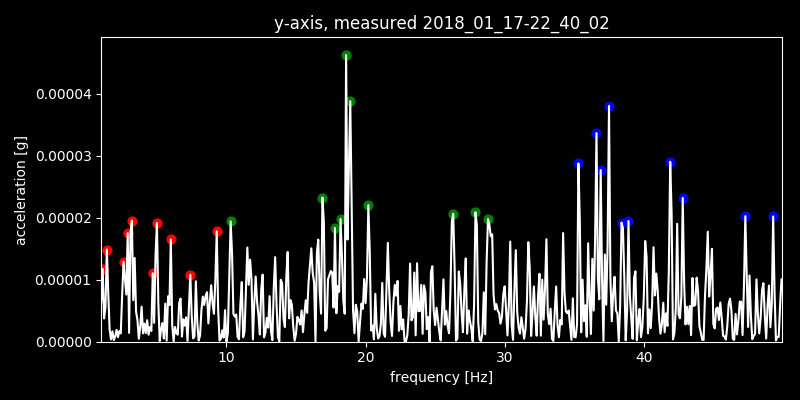 y-axis, measured 2018_01_17-22_40_02
0.00004
0.00003
0.00002
0.00001
0.00000
acceleration [g]
10 20 30 40
frequency [Hz]